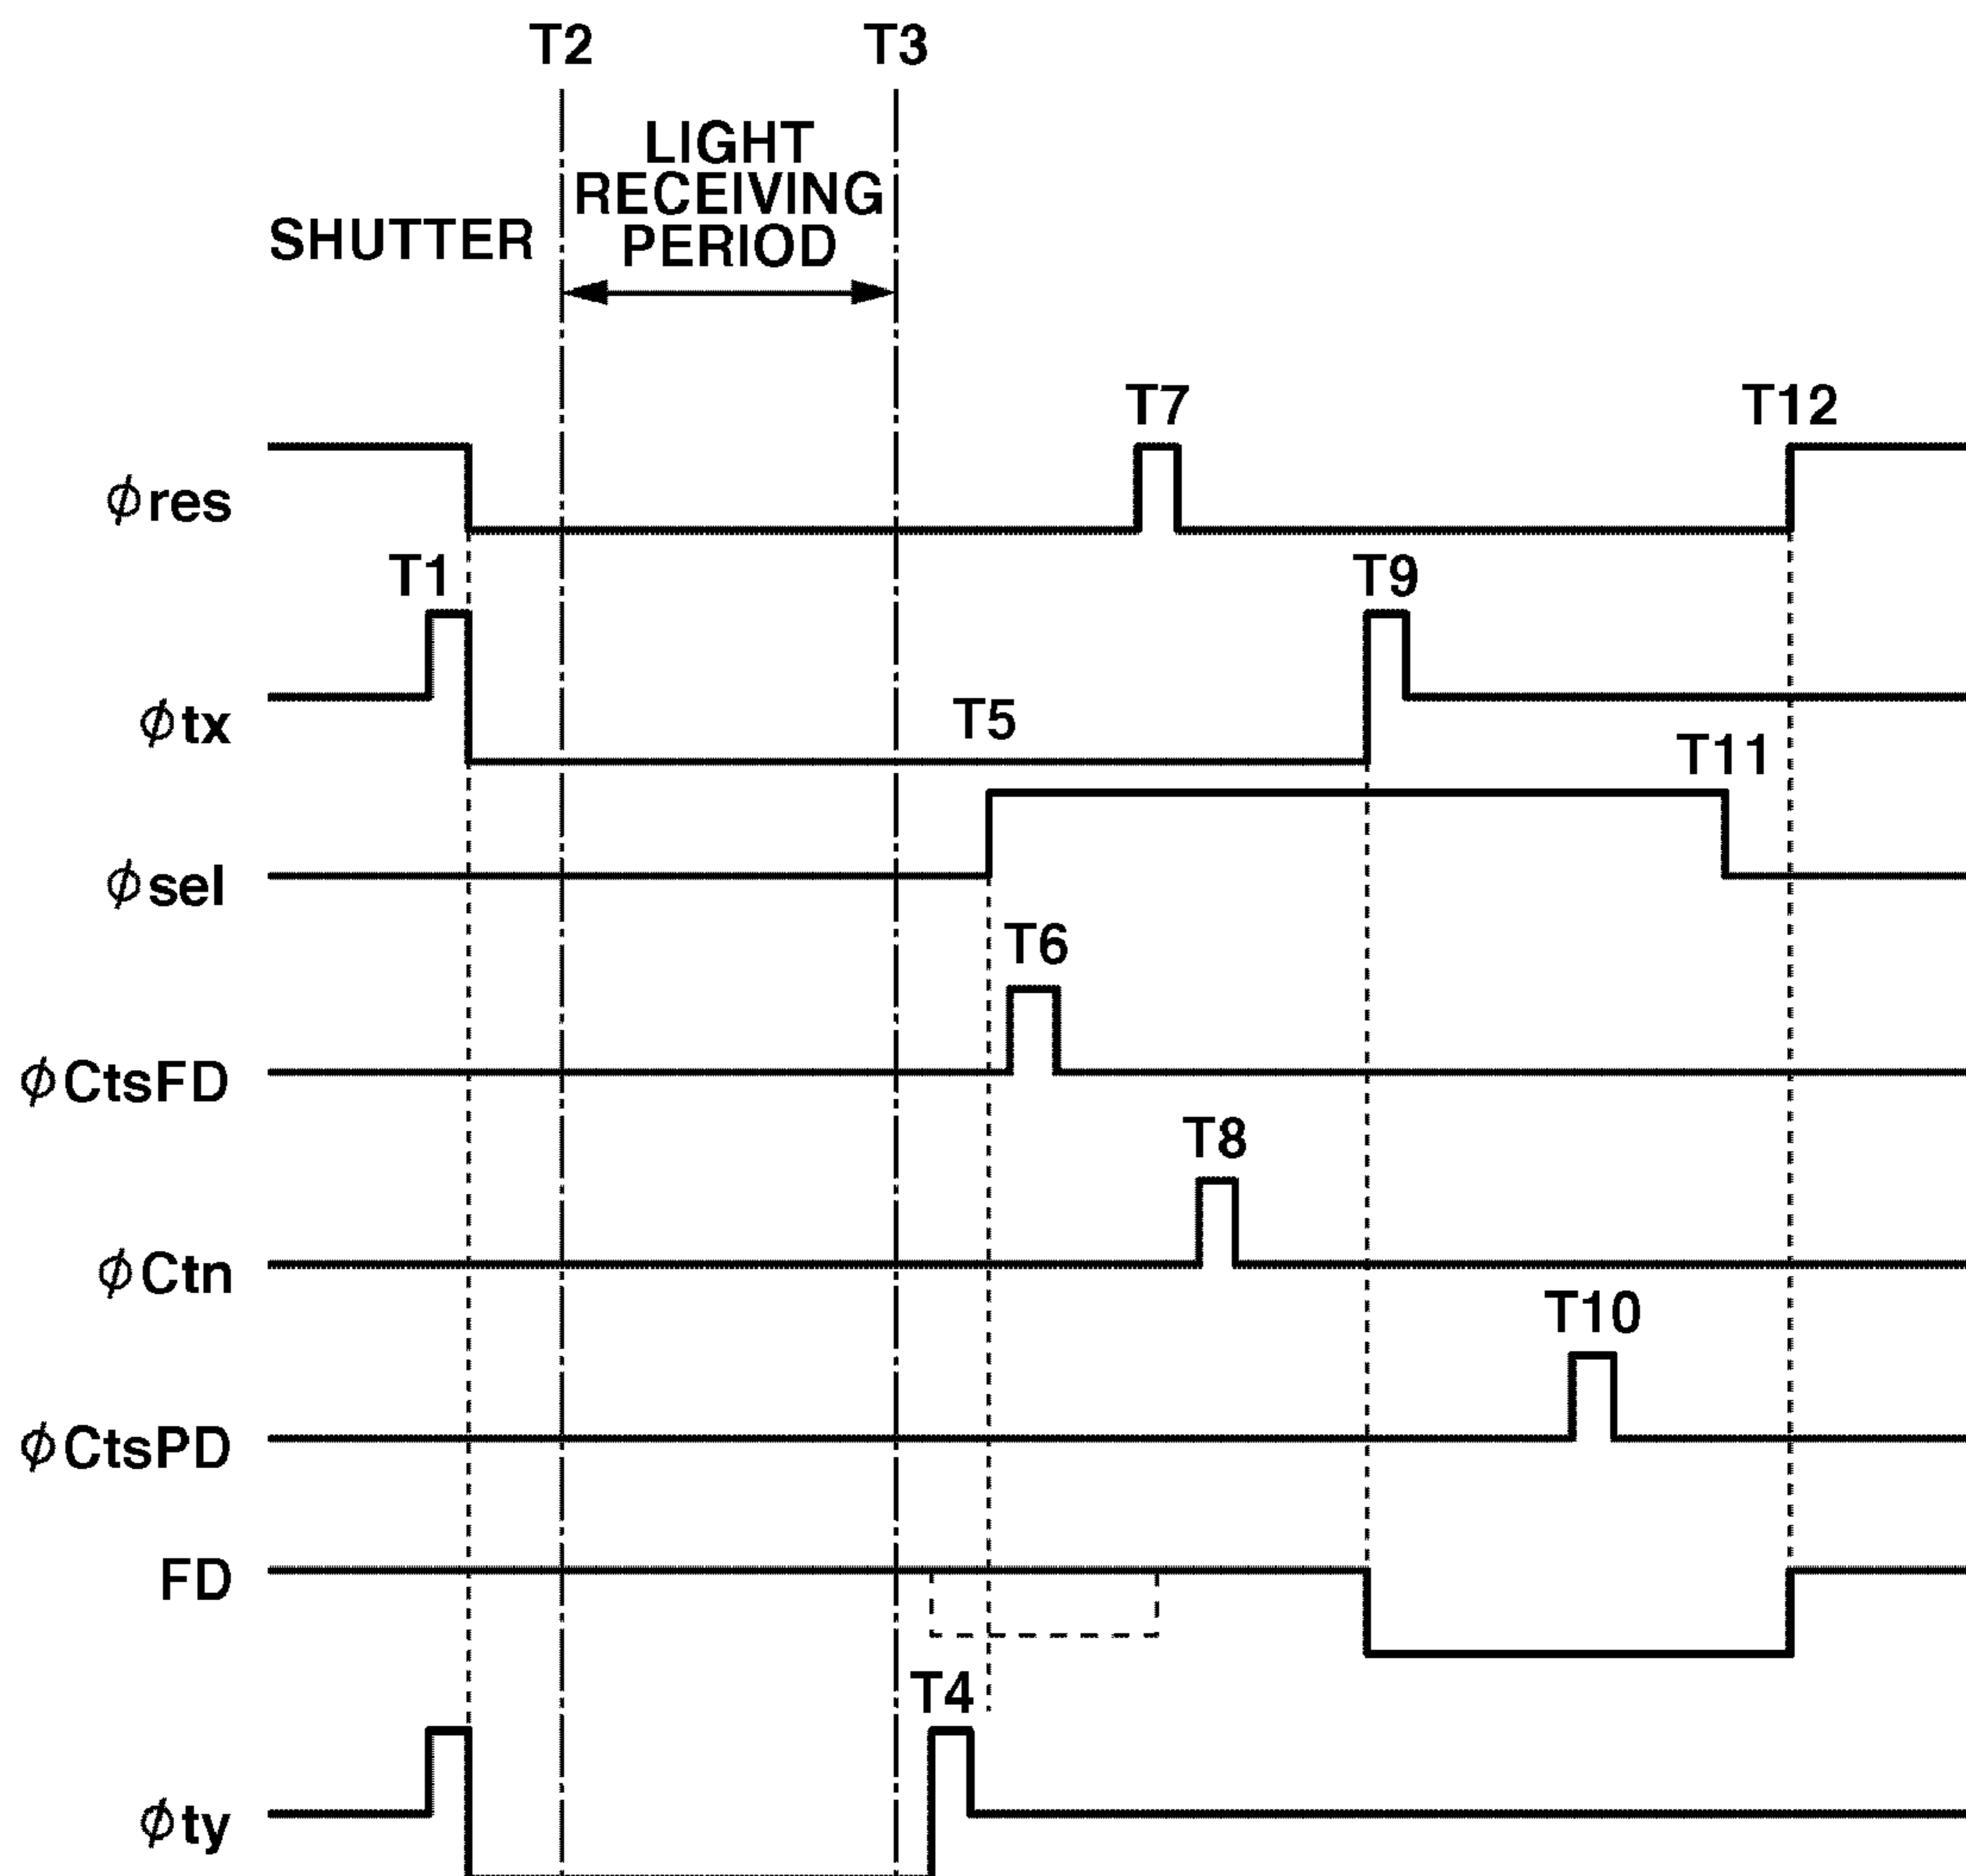 T2 T3
LIGHT
RECEIVING
PERIOD
SHUTTER
T7 T12
ϕres
T1 T9
ϕtx
T5
T11
ϕsel
T6
ϕCtsFD
T8
ϕCtn
T10
ϕCtsPD
FD
T4
ϕty